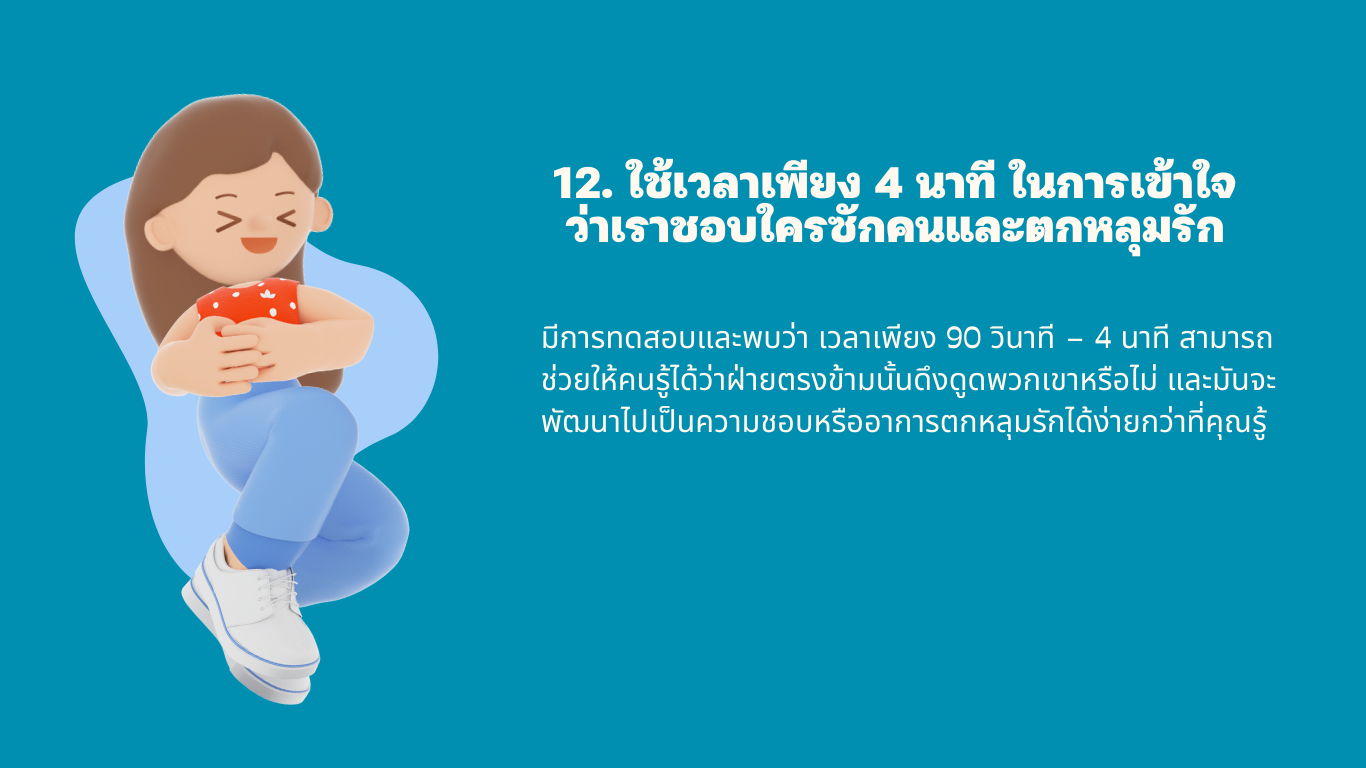 12. ใช้เวลาเพียง 4 นาที ในการเข้าใจ
ว่าเราชอบใครซักคนและตกหลุมรัก
มีการทดสอบและพบว่า เวลาเพียง 90 วินาที – 4 นาที สามารถ
ช่วยให้คนรู้ได้ว่าฝ่ายตรงข้ามนั้นดึงดูดพวกเขาหรือไม่ และมันจะ
พัฒนาไปเป็นความชอบหรืออาการตกหลุมรักได้ง่ายกว่าที่คุณรู้